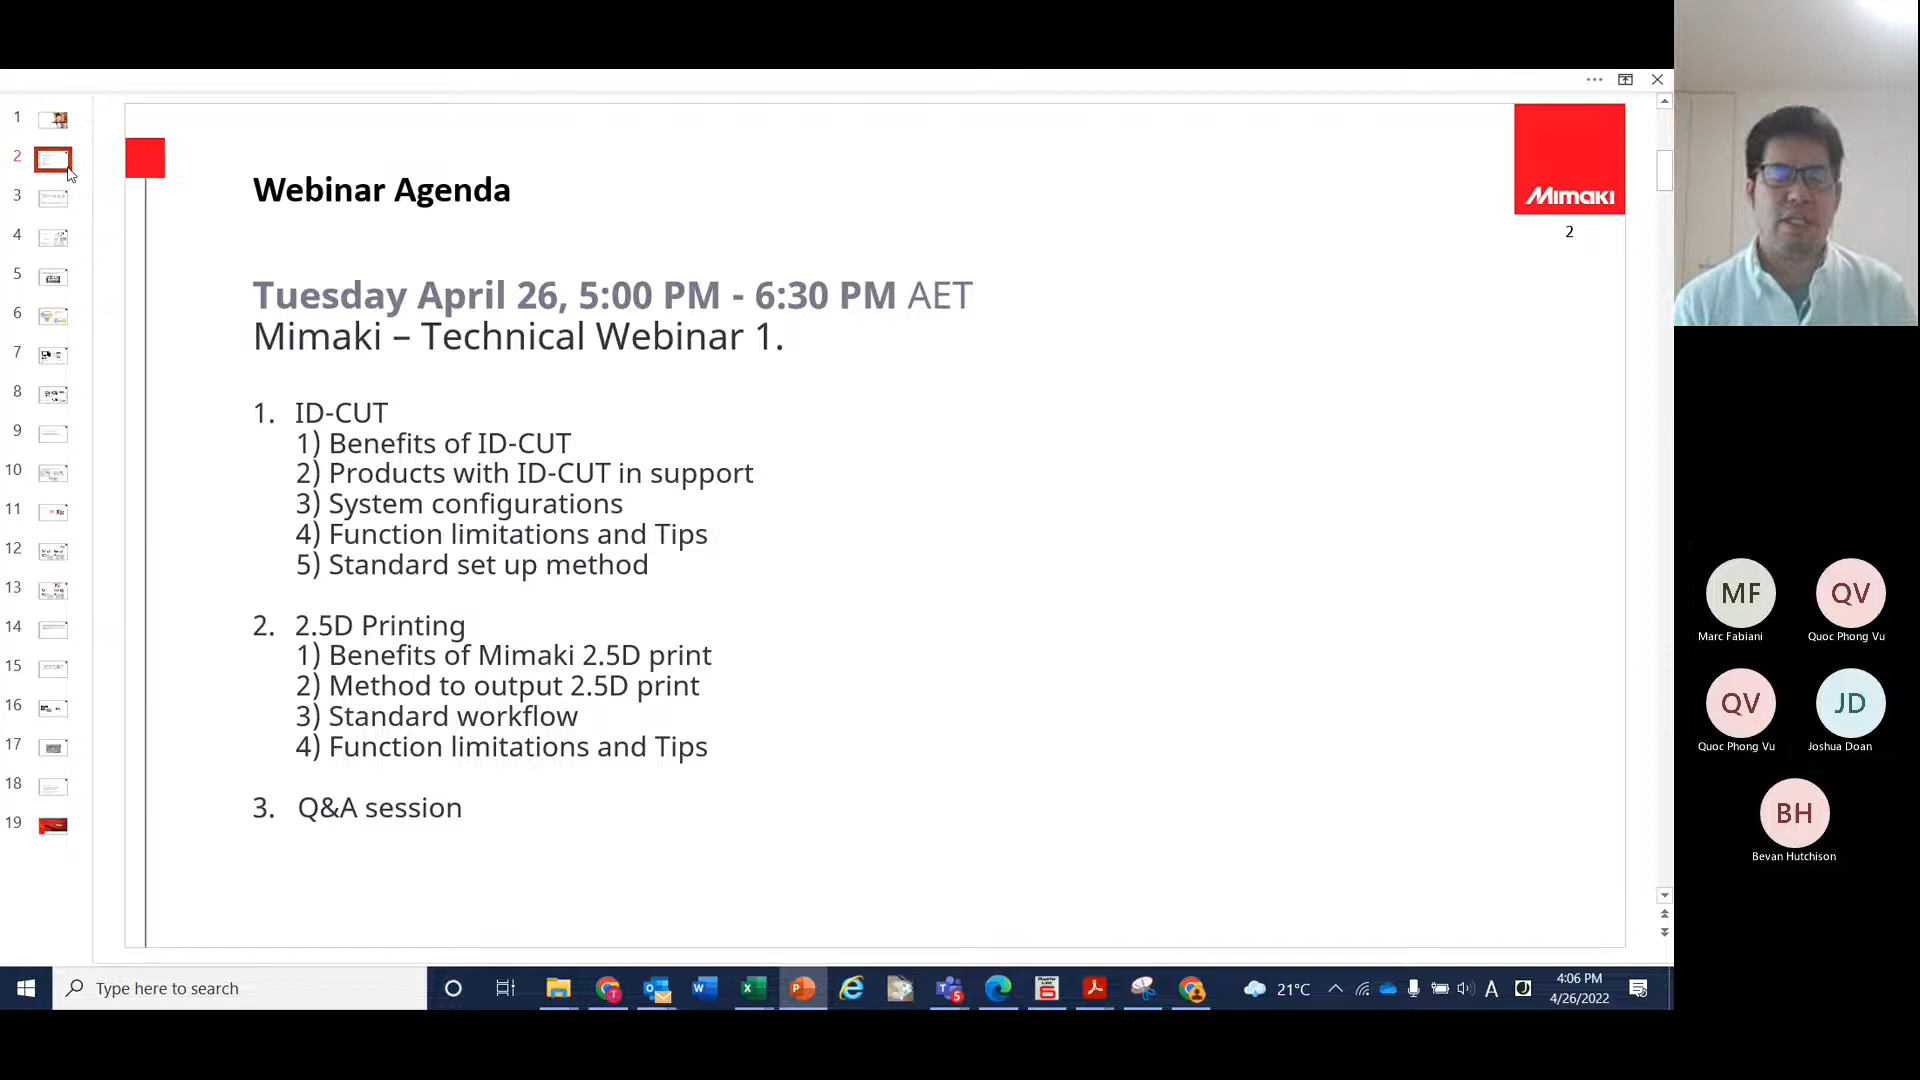 1
2
3
4
5
6
7
8
9
10
11
12
13
14
15
16
17
18
19
Webinar Agenda
Mimaki
2
Tuesday April 26, 5:00 PM - 6:30 PM AET
Mimaki – Technical Webinar 1.
1. ID-CUT
1) Benefits of ID-CUT
2) Products with ID-CUT in support
3) System configurations
4) Function limitations and Tips
5) Standard set up method
2. 2.5D Printing
1) Benefits of Mimaki 2.5D print
2) Method to output 2.5D print
3) Standard workflow
4) Function limitations and Tips
3. Q&A session
MF
Marc Fabiani
QV
Quoc Phong Vu
QV
Quoc Phong Vu
JD
Joshua Doan
BH
Bevan Hutchison
Type here to search
21°C
A
4:06 PM
4/26/2022